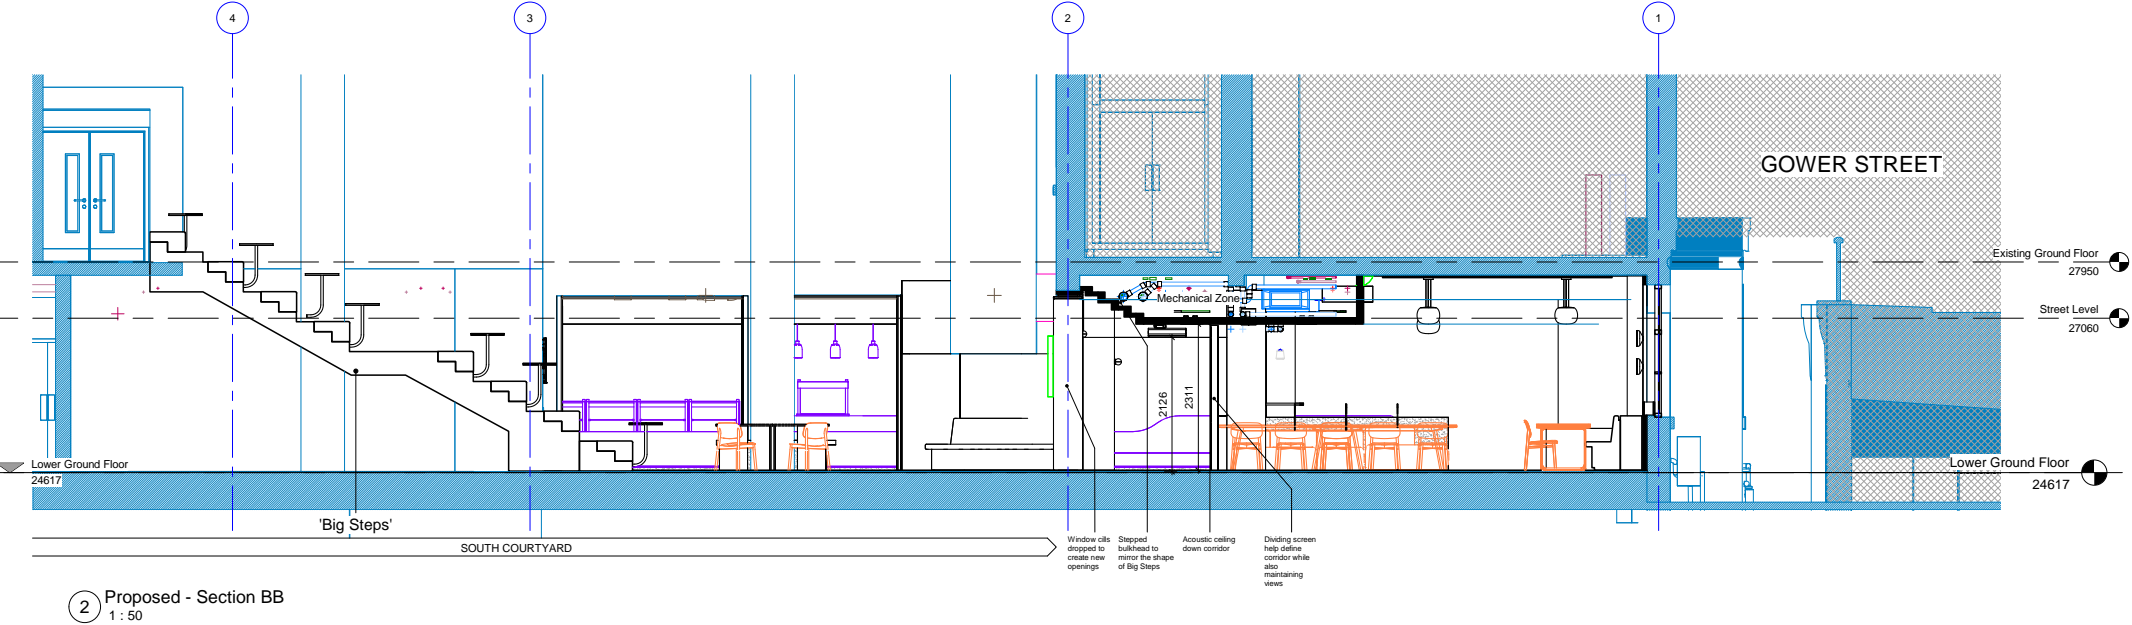 4
3
2
1
GOWER STREET
Existing Ground Floor
27950
Mechanical Zone
Street Level
27060
2126
2311
Lower Ground Floor
24617
Lower Ground Floor
24617
'Big Steps'
SOUTH COURTYARD
Window cills
dropped to
create new
openings
Stepped
bulkhead to
mirror the shape
of Big Steps
Acoustic ceiling
down corridor
Dividing screen
help define
corridor while
also
maintaining
views
2
Proposed - Section BB
1 : 50